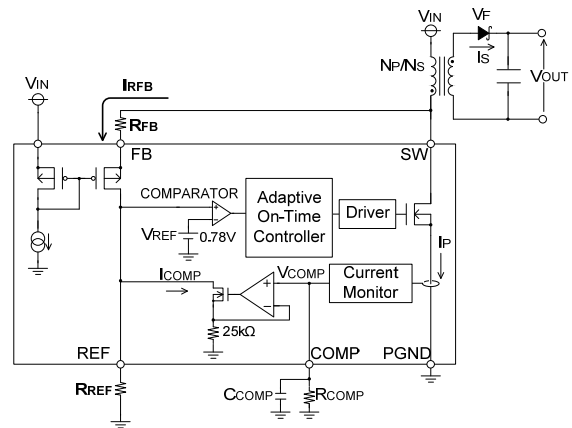 VIN
VF
IS
NP/NS
VOUT
VIN
IRFB
RFB
FB
SW
COMPARATOR
Adaptive
On-Time
Controller
Driver
VREF
0.78V
IP
ICOMP
VCOMP
Current
Monitor
+
−
+
−
25kΩ
REF
COMP
PGND
RREF
CCOMP
RCOMP